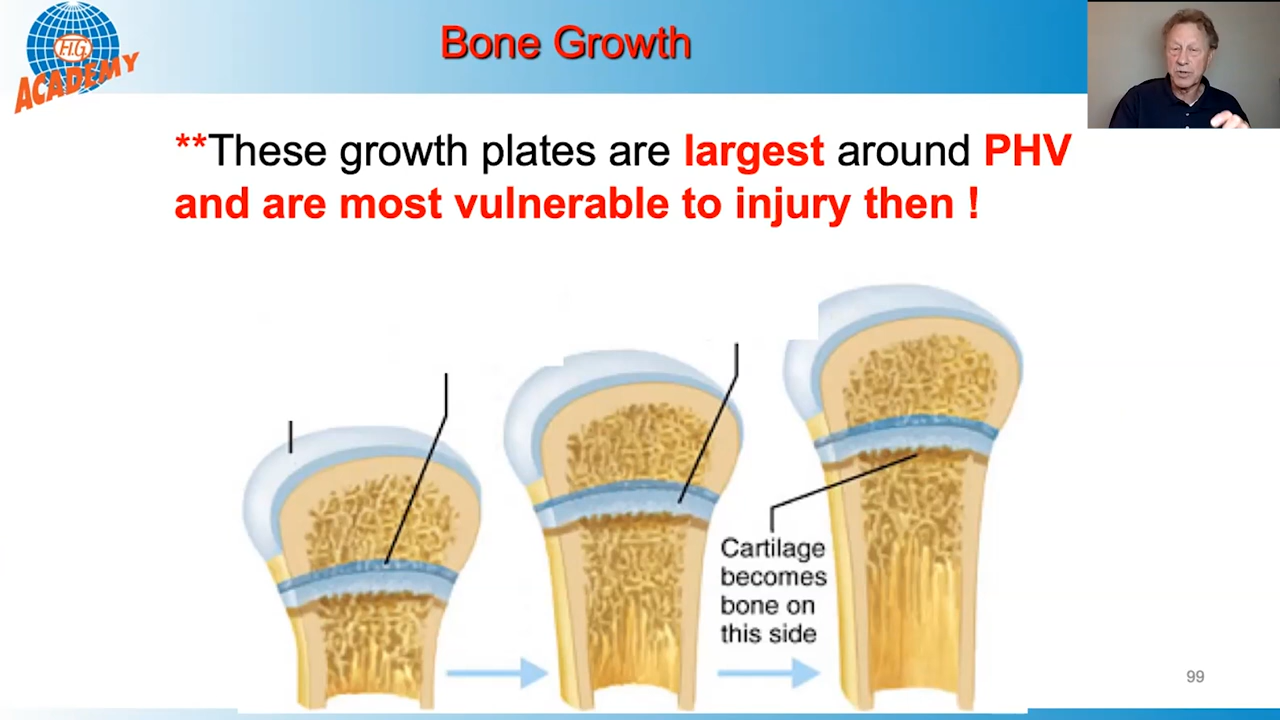 F.I.G.
ACADEMY
Bone Growth
**These growth plates are largest around PHV
and are most vulnerable to injury then !
Cartilage
becomes
bone on
this side
99